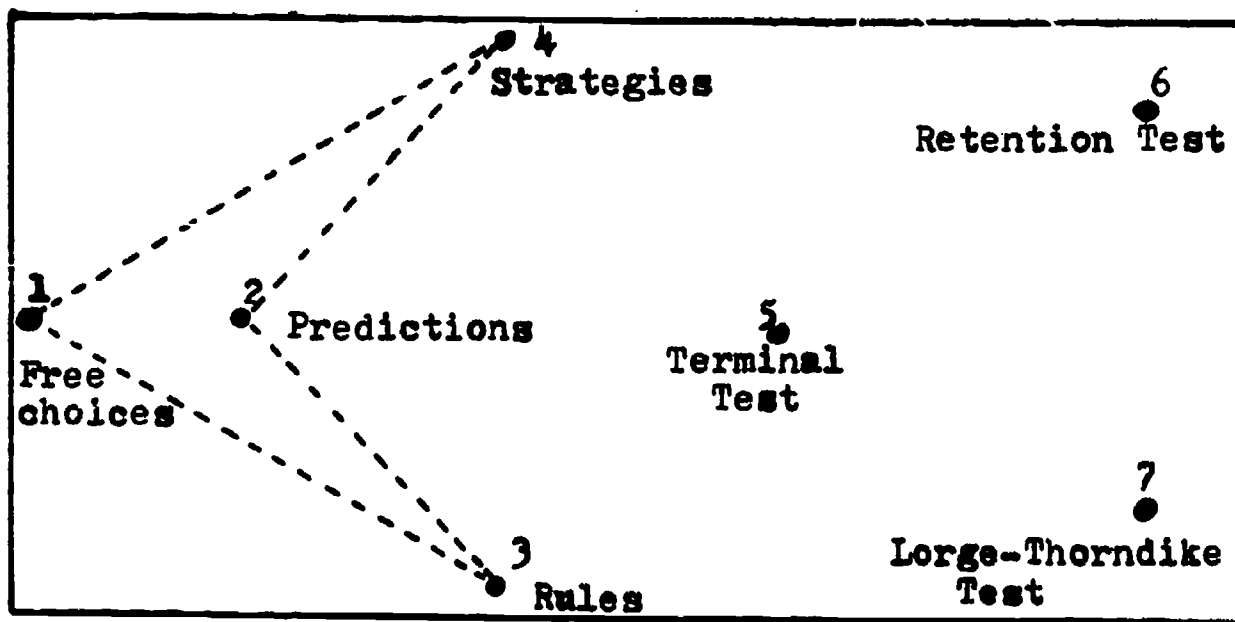 4
Strategies
6
Retention Test
1
Free
choices
2
Predictions
5
Terminal
Test
3
Rules
7
Lorge-Thorndike
Test